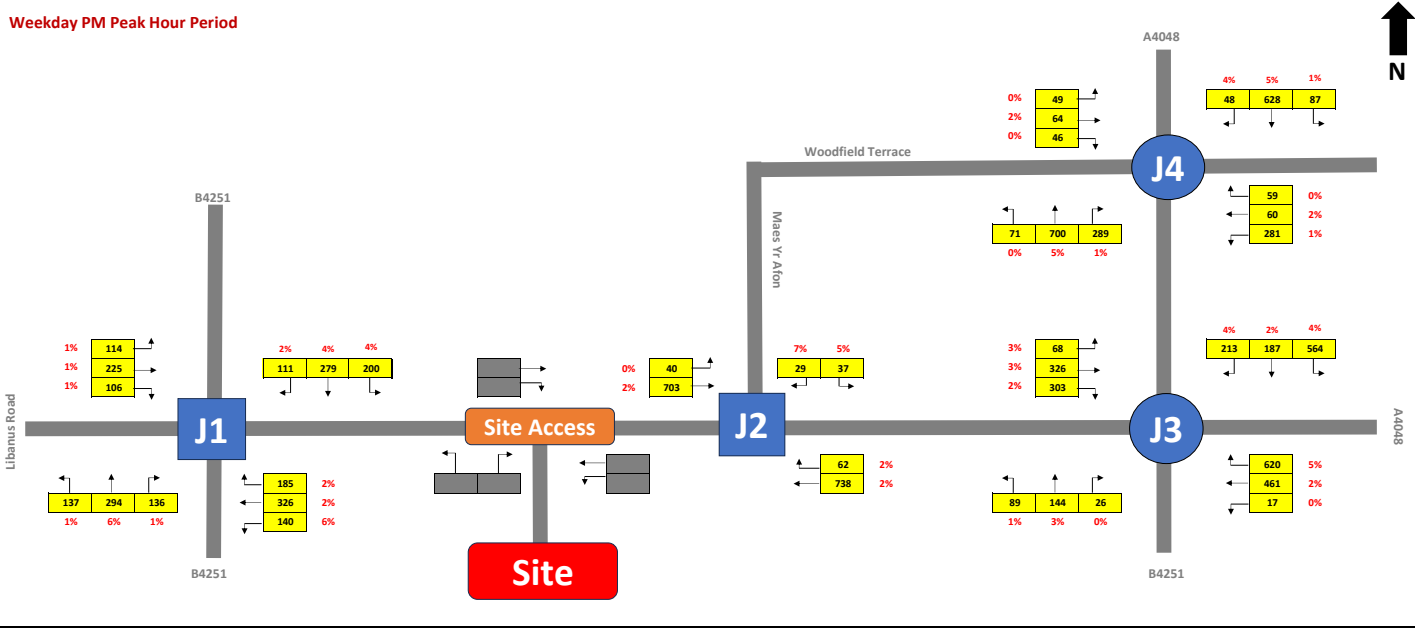 Weekday PM Peak Hour Period
A4048
N
4% 5% 1%
48 628 87
0% 49
2% 64
0% 46
Woodfield Terrace
J4
59 0%
60 2%
281 1%
71 700 289
0% 5% 1%
B4251
Maes Yr Afon
1% 114
1% 225
1% 106
2% 4% 4%
111 279 200
0% 40
2% 703
7% 5%
29 37
3% 68
3% 326
2% 303
4% 2% 4%
213 187 564
Libanus Road
J1
Site Access
J2
J3
A4048
137 294 136
1% 6% 1%
185 2%
326 2%
140 6%
62 2%
738 2%
89 144 26
1% 3% 0%
620 5%
461 2%
17 0%
B4251
Site
B4251